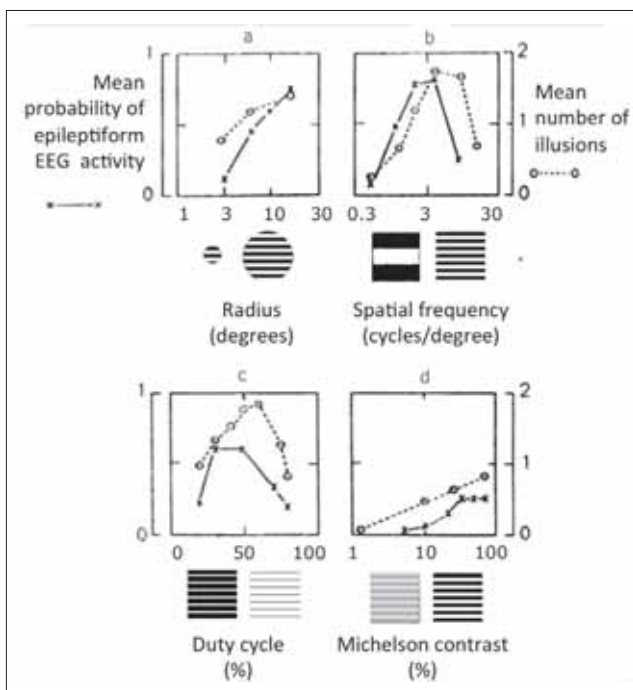 a
b
1
0
1 3 10 30
2
1
0
0.3 3 30
Mean
probability of
epileptiform
EEG activity
Mean
number of
illusions
Radius
(degrees)
Spatial frequency
(cycles/degree)
c
d
1
0
0 50 100
2
1
0
1 10 100
Duty cycle
(%)
Michelson contrast
(%)